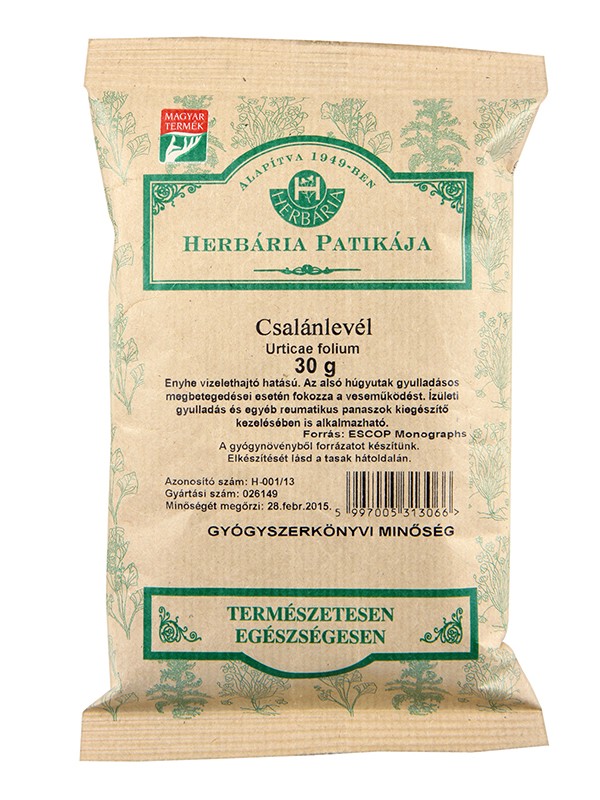 MAGYAR
TERMÉK
ALAPÍTVA 1949-BEN
H
HERBÁRIA
HERBÁRIA PATIKÁJA
Csalánlevél
Urticae folium
30 g
Enyhe vizelethajtó hatású. Az alsó húgyutak gyulladásos
megbetegedései esetén fokozza a veseműködést. Ízületi
gyulladás és egyéb reumatikus panaszok kiegészítő
kezelésében is alkalmazható.
Forrás: ESCOP Monographs
A gyógynövényből forrázatot készítünk.
Elkészítését lásd a tasak hátoldalán.
Azonosító szám: H-001/13
Gyártási szám: 026149
Minőségét megőrzi: 28.febr.2015.
5 997005 313066 >
GYÓGYSZERKÖNYVI MINŐSÉG
TERMÉSZETESEN
EGÉSZSÉGESEN